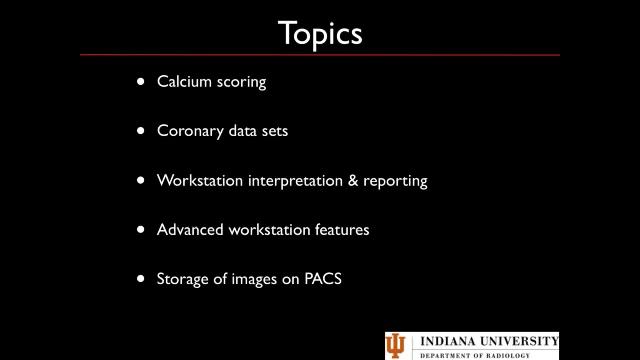 Topics
• Calcium scoring
• Coronary data sets
• Workstation interpretation & reporting
• Advanced workstation features
• Storage of images on PACS
INDIANA UNIVERSITY
DEPARTMENT OF RADIOLOGY